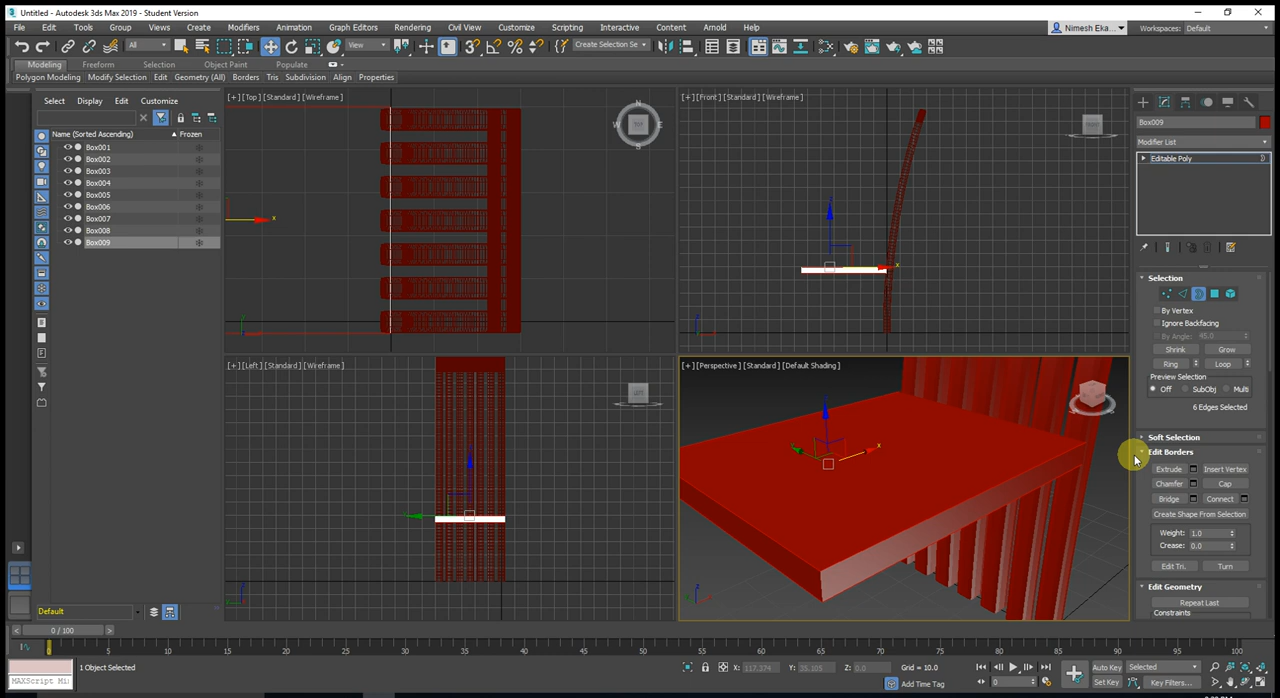 Untitled - Autodesk 3ds Max 2019 - Student Version
File Edit Tools Group Views Create Modifiers Animation Graph Editors Rendering Civil View Customize Scripting Interactive Content Arnold Help
Nimesh Eka... Workspaces: Default
All View Create Selection Se
Modeling Freeform Selection Object Paint Populate
Polygon Modeling Modify Selection Edit Geometry (All) Borders Tris Subdivision Align Properties
Select Display Edit Customize
Name (Sorted Ascending) Frozen
Box001
Box002
Box003
Box004
Box005
Box006
Box007
Box008
Box009
Default
[+] [Top] [Standard] [Wireframe]
N
W E
S
[+] [Front] [Standard] [Wireframe]
x
x
[+] [Left] [Standard] [Wireframe]
[+] [Perspective] [Standard] [Default Shading]
x
Box009
Modifier List
Editable Poly
Selection
By Vertex
Ignore Backfacing
By Angle: 45.0
Shrink Grow
Ring Loop
Preview Selection
Off SubObj Multi
6 Edges Selected
Soft Selection
Edit Borders
Extrude Insert Vertex
Chamfer Cap
Bridge Connect
Create Shape From Selection
Weight: 1.0
Crease: 0.0
Edit Tri. Turn
Edit Geometry
Repeat Last
Constraints
< 0 / 100 >
0 5 10 15 20 25 30 35 40 45 50 55 60 65 70 75 80 85 90 95 100
1 Object Selected
MAXScript Mi
X: 117.374 Y: 35.105 Z: 0.0 Grid = 10.0
Add Time Tag
0
Auto Key Selected
Set Key Key Filters...